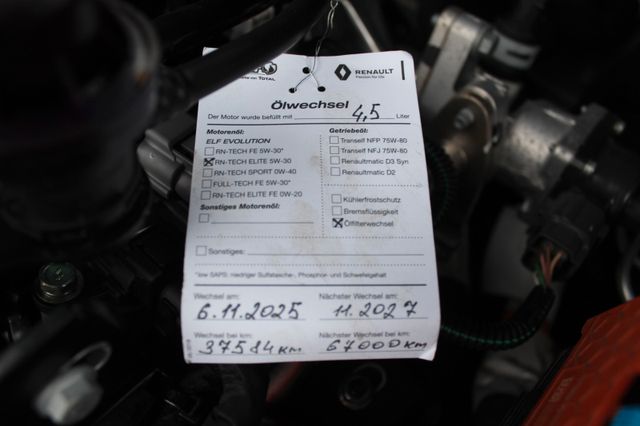 TOTAL
RENAULT
Ölwechsel
Der Motor wurde befüllt mit 4,5 Liter
Motorenöl:
ELF EVOLUTION
RN-TECH FE 5W-30*
RN-TECH ELITE 5W-30
RN-TECH SPORT 0W-40
FULL-TECH FE 5W-30*
RN-TECH ELITE FE 0W-20
Sonstiges Motorenöl:
Getriebeöl:
Tranself NFP 75W-80
Tranself NFJ 75W-80
Renaultmatic D3 Syn
Renaultmatic D2
Kühlerfrostschutz
Bremsflüssigkeit
Ölfilterwechsel
Sonstiges:
*low SAPS: niedriger Sulfatasche-, Phosphor- und Schwefelgehalt
Wechsel am: Nächster Wechsel am:
6.11.2025 11.2027
Wechsel bei km: Nächster Wechsel bei km:
37584 km 67000 km